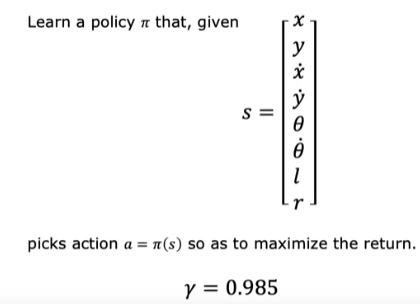 Learn a policy π that, given
s = [x y ẋ ẏ θ θ̇ l r]
picks action a = π(s) so as to maximize the return.
γ = 0.985